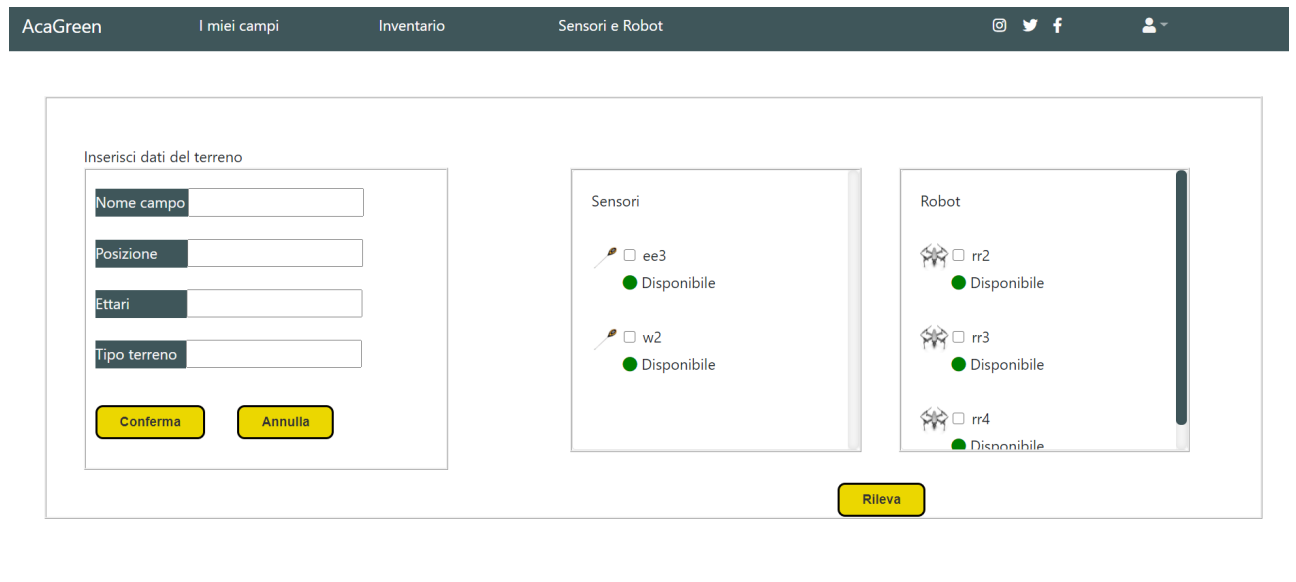 AcaGreen I miei campi Inventario Sensori e Robot
Inserisci dati del terreno
Nome campo
Posizione
Ettari
Tipo terreno
Conferma Annulla
Sensori
ee3
Disponibile
w2
Disponibile
Robot
rr2
Disponibile
rr3
Disponibile
rr4
Disponibile
Rileva